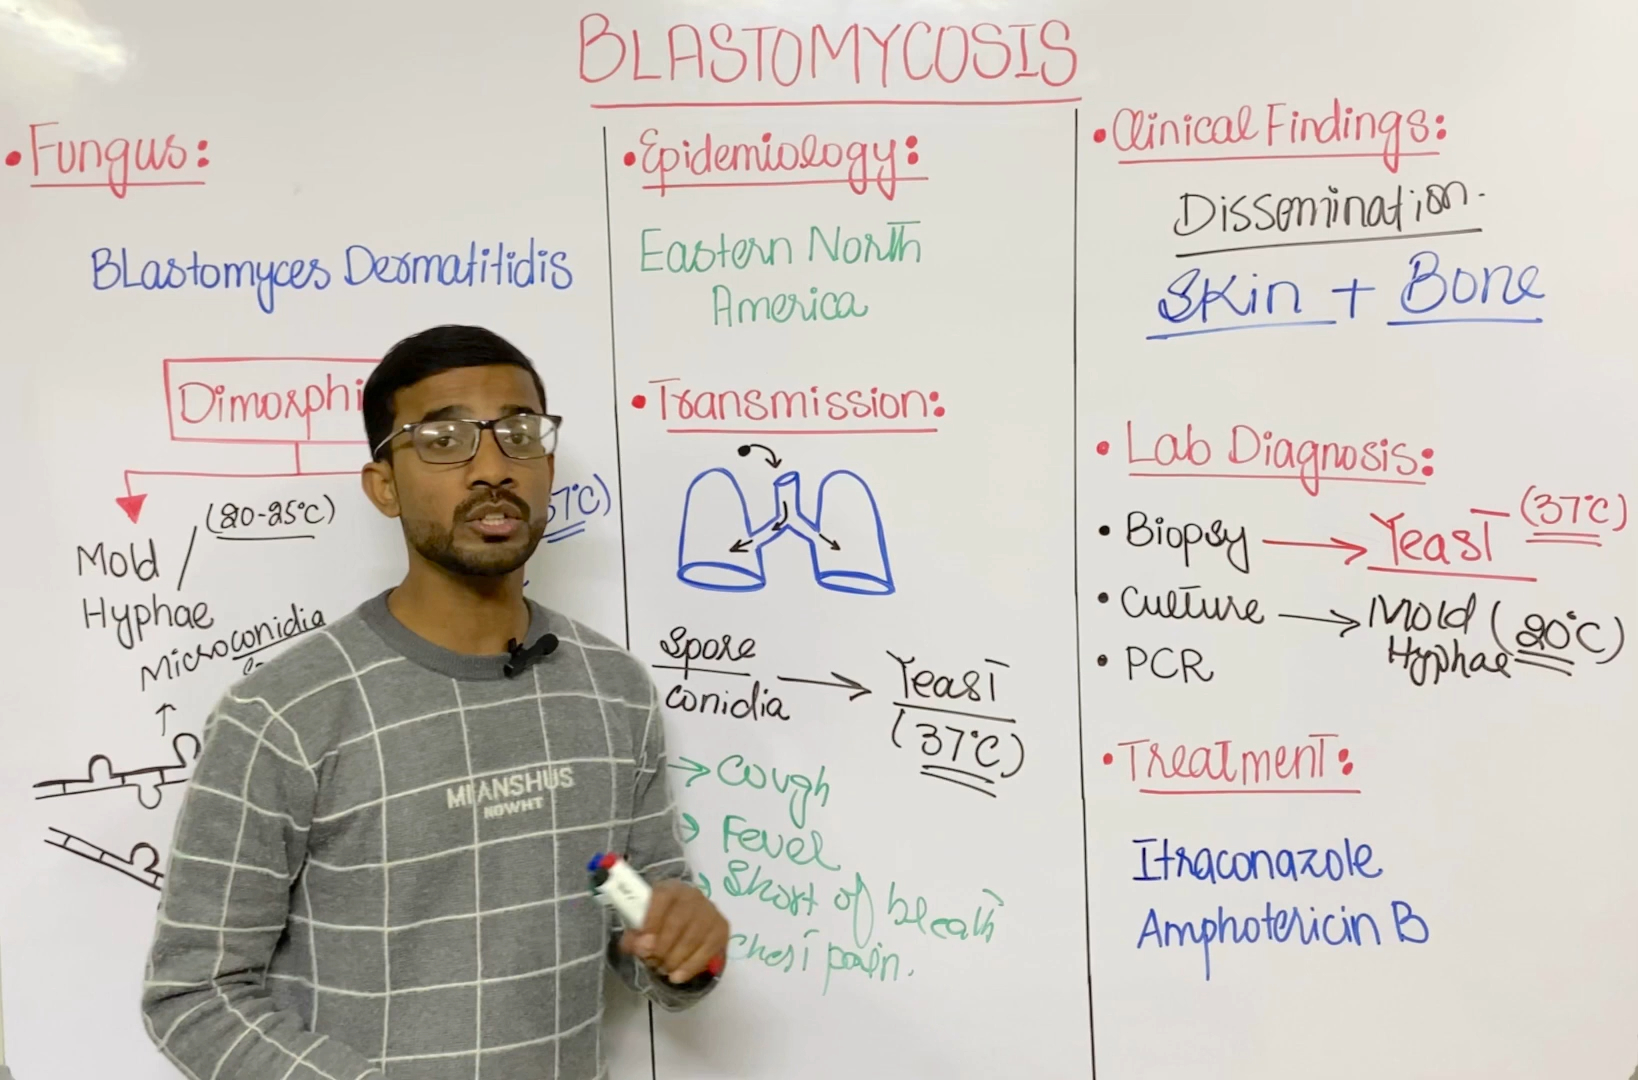 BLASTOMYCOSIS
• Fungus:
Blastomyces Dermatitidis
Dimorphi
(20-25°C)
37°C)
Mold /
Hyphae
Microconidia
• Epidemiology:
Eastern North
America
• Transmission:
Spore
conidia → Yeast
(37°C)
→ Cough
→ Fever
→ Short of breath
Chest pain.
• Clinical Findings:
Dissemination.
Skin + Bone
• Lab Diagnosis:
• Biopsy → Yeast (37°C)
• Culture → Mold (20°C)
Hyphae
• PCR
• Treatment:
Itraconazole
Amphotericin B
MIANSHUS
NOWHT